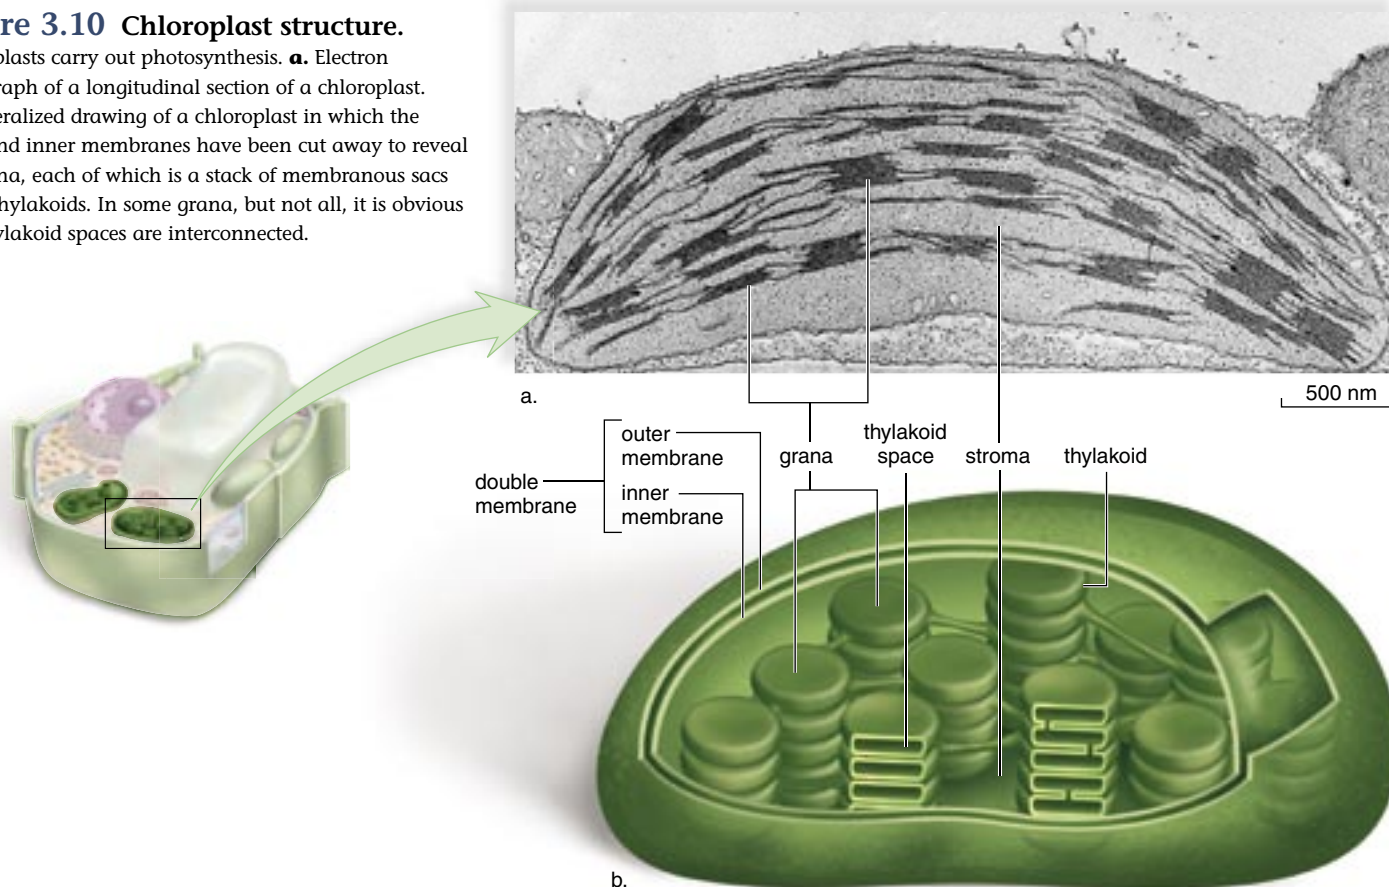 re 3.10 Chloroplast structure.
plasts carry out photosynthesis. a. Electron
raph of a longitudinal section of a chloroplast.
eralized drawing of a chloroplast in which the
nd inner membranes have been cut away to reveal
na, each of which is a stack of membranous sacs
hylakoids. In some grana, but not all, it is obvious
ylakoid spaces are interconnected.
a.
500 nm
double
membrane
outer
membrane
inner
membrane
grana
thylakoid
space
stroma
thylakoid
b.